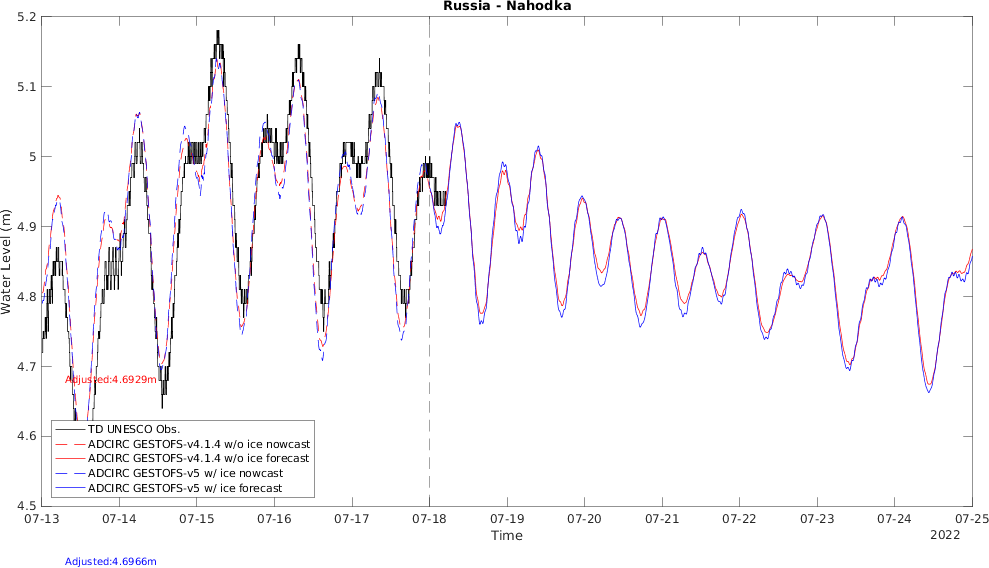 Russia - Nahodka
5.2
5.1
5
4.9
4.8
4.7
4.6
4.5
Water Level (m)
Adjusted:4.6929m
TD UNESCO Obs.
ADCIRC GESTOFS-v4.1.4 w/o ice nowcast
ADCIRC GESTOFS-v4.1.4 w/o ice forecast
ADCIRC GESTOFS-v5 w/ ice nowcast
ADCIRC GESTOFS-v5 w/ ice forecast
07-13 07-14 07-15 07-16 07-17 07-18 07-19 07-20 07-21 07-22 07-23 07-24 07-25
Time
2022
Adjusted:4.6966m